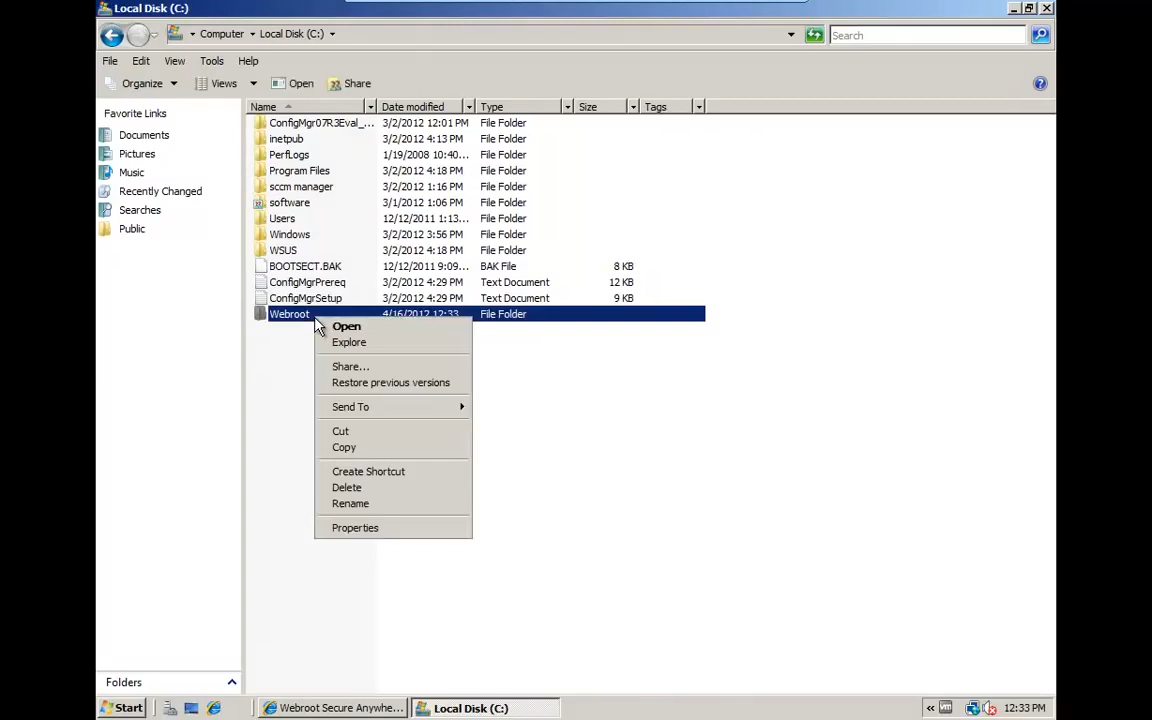 Local Disk (C:)
Computer Local Disk (C:)
Search
File Edit View Tools Help
Organize Views Open Share
Favorite Links
Documents
Pictures
Music
Recently Changed
Searches
Public
Folders
Name Date modified Type Size Tags
ConfigMgr07R3Eval_... 3/2/2012 12:01 PM File Folder
inetpub 3/2/2012 4:13 PM File Folder
PerfLogs 1/19/2008 10:40... File Folder
Program Files 3/2/2012 4:18 PM File Folder
sccm manager 3/2/2012 1:16 PM File Folder
software 3/1/2012 1:06 PM File Folder
Users 12/12/2011 1:13... File Folder
Windows 3/2/2012 3:56 PM File Folder
WSUS 3/2/2012 4:18 PM File Folder
BOOTSECT.BAK 12/12/2011 9:09... BAK File 8 KB
ConfigMgrPrereq 3/2/2012 4:29 PM Text Document 12 KB
ConfigMgrSetup 3/2/2012 4:29 PM Text Document 9 KB
Webroot 4/16/2012 12:33 File Folder
Open
Explore
Share...
Restore previous versions
Send To
Cut
Copy
Create Shortcut
Delete
Rename
Properties
Start Webroot Secure Anywhe... Local Disk (C:) 12:33 PM